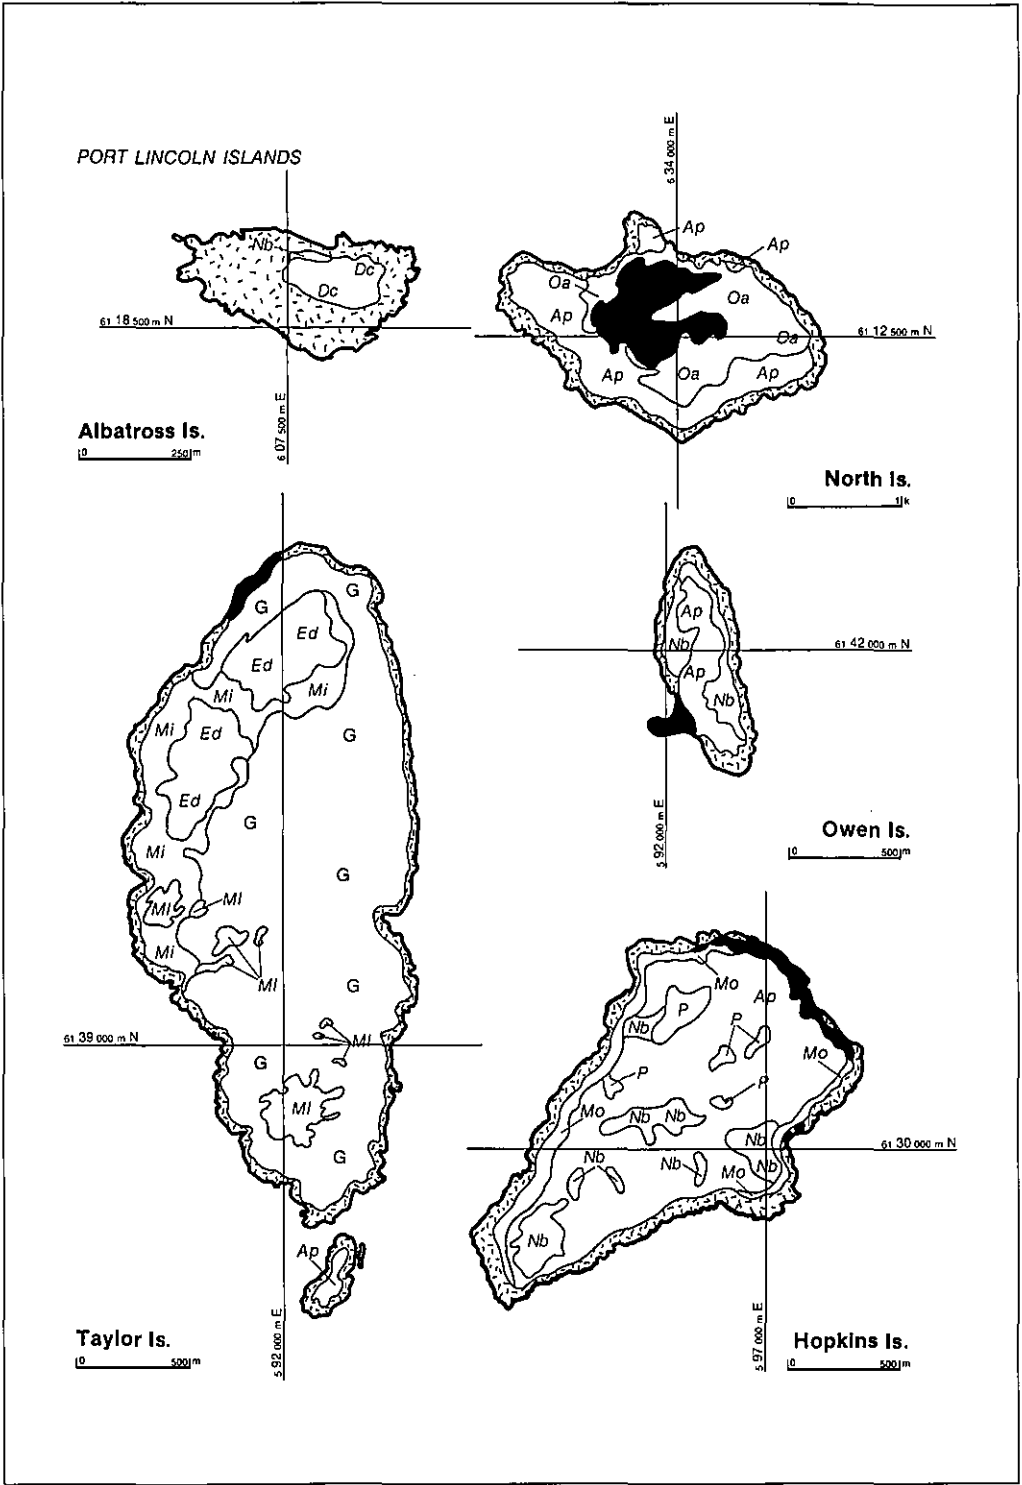 PORT LINCOLN ISLANDS
Nb
Dc
Dc
61 18 500 m N
6 07 500 m E
Albatross Is.
0 250 m
6 34 000 m E
Ap
Ap
Oa
Oa
Ap
61 12 500 m N
Oa
Ap
Oa
Ap
North Is.
0 1 k
G
G
Ed
Ed
Mi
Mi
Mi
Ed
G
Ed
G
Mi
G
Ml
Ml
Mi
Ml
G
61 39 000 m N
Ml
G
Ml
G
Ap
5 92 000 m E
Taylor Is.
0 500 m
Ap
Nb
61 42 000 m N
Ap
Nb
5 92 000 m E
Owen Is.
0 500 m
Mo
P
Ap
Nb
P
Mo
P
P
Mo
Nb
Nb
Nb
61 30 000 m N
Nb
Nb
Nb
Mo
Nb
5 97 000 m E
Hopkins Is.
0 500 m